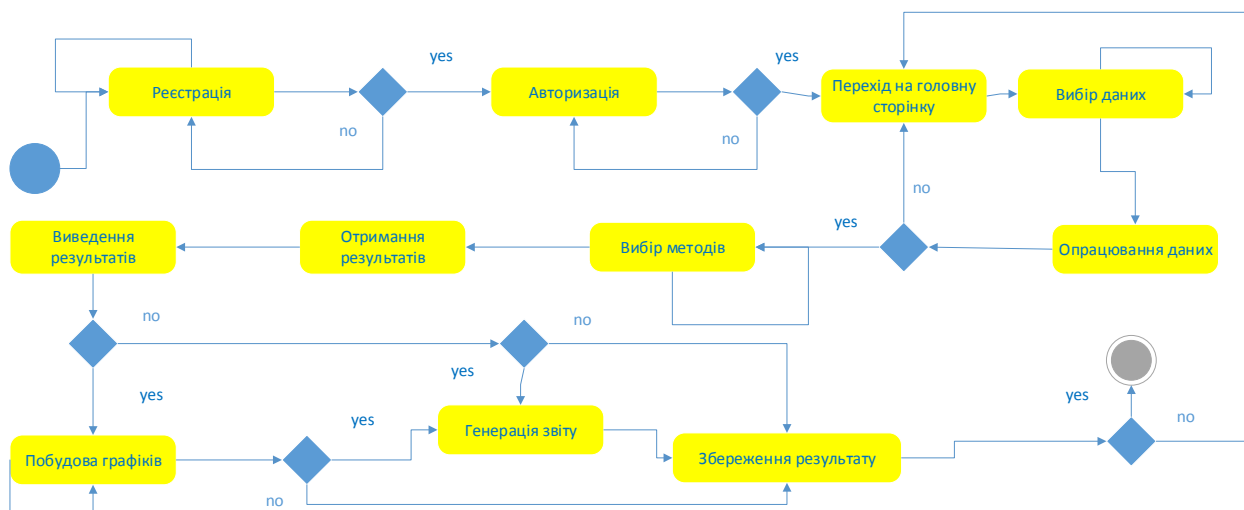 yes
yes
Реєстрація
Авторизація
Перехід на головну
сторінку
Вибір даних
no
no
no
yes
Виведення
результатів
Отримання
результатів
Вибір методів
Опрацювання даних
no
no
yes
yes
yes
yes
no
Побудова графіків
Генерація звіту
Збереження результату
no